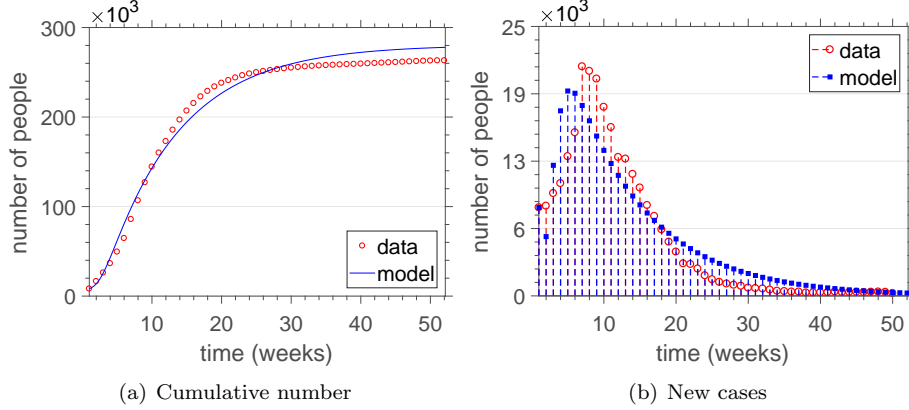 ×10³
300
200
100
0
number of people
data
model
10
20
30
40
50
time (weeks)
(a) Cumulative number
×10³
25
19
13
6
0
number of people
data
model
10
20
30
40
50
time (weeks)
(b) New cases